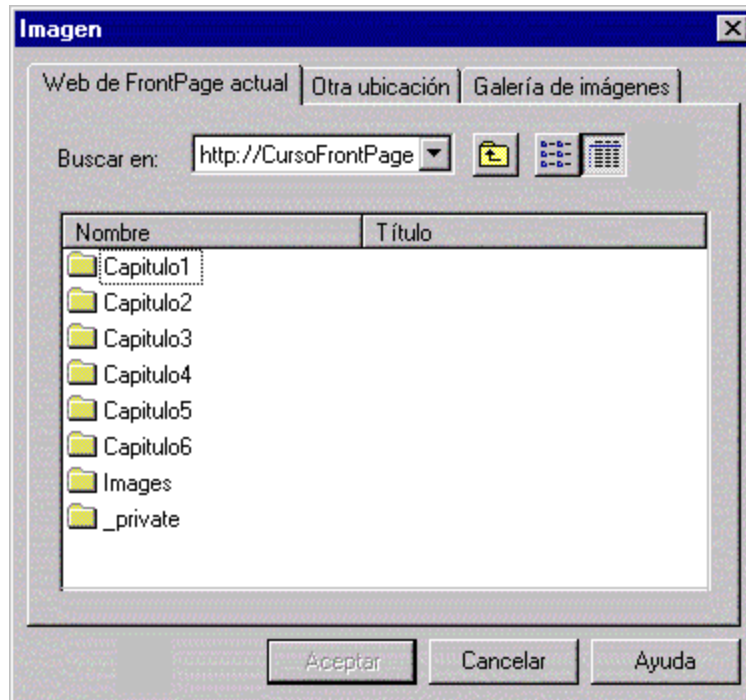 Imagen
Web de FrontPage actual Otra ubicación Galería de imágenes
Buscar en: http://CursoFrontPage
Nombre Título
Capitulo1
Capitulo2
Capitulo3
Capitulo4
Capitulo5
Capitulo6
Images
_private
Aceptar Cancelar Ayuda